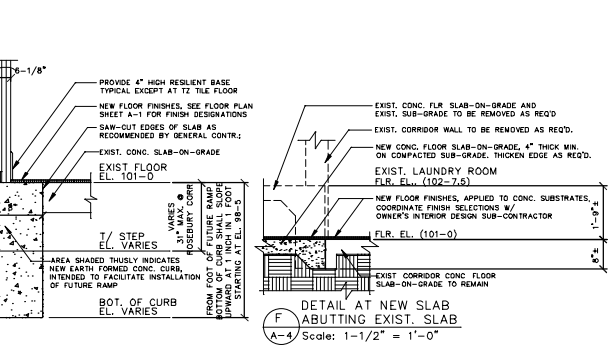 6-1/8"
PROVIDE 4" HIGH RESILIENT BASE
TYPICAL EXCEPT AT TZ TILE FLOOR
NEW FLOOR FINISHES. SEE FLOOR PLAN
SHEET A-1 FOR FINISH DESIGNATIONS
SAW-CUT EDGES OF SLAB AS
RECOMMENDED BY GENERAL CONTR.;
EXIST. CONC. SLAB-ON-GRADE
EXIST FLOOR
EL. 101-0
T/ STEP
EL. VARIES
AREA SHADED THUSLY INDICATES
NEW EARTH FORMED CONC. CURB,
INTENDED TO FACILITATE INSTALLATION
OF FUTURE RAMP
BOT. OF CURB
EL. VARIES
VARIES
31" MAX. @
ROSEBURY CORR
FROM FOOT OF FUTURE RAMP
BOTTOM OF CURB SHALL SLOPE
UPWARD AT 1 INCH IN 1 FOOT
STARTING AT EL. 98-5
EXIST. CONC. FLR SLAB-ON-GRADE AND
EXIST, SUB-GRADE TO BE REMOVED AS REQ'D
EXIST. CORRIDOR WALL TO BE REMOVED AS REQ'D.
NEW CONC. FLOOR SLAB-ON-GRADE, 4" THICK MIN.
ON COMPACTED SUB-GRADE. THICKEN EDGE AS REQ'D.
EXIST. LAUNDRY ROOM
FLR. EL.. (102-7.5)
NEW FLOOR FINISHES, APPLIED TO CONC. SUBSTRATES,
COORDINATE FINISH SELECTIONS W/
OWNER'S INTERIOR DESIGN SUB-CONTRACTOR
FLR. EL. (101-0)
1'-9"±
8"±
EXIST CORRIDOR CONC FLOOR
SLAB-ON-GRADE TO REMAIN
F
A-4
DETAIL AT NEW SLAB
ABUTTING EXIST. SLAB
Scale: 1-1/2" = 1'-0"